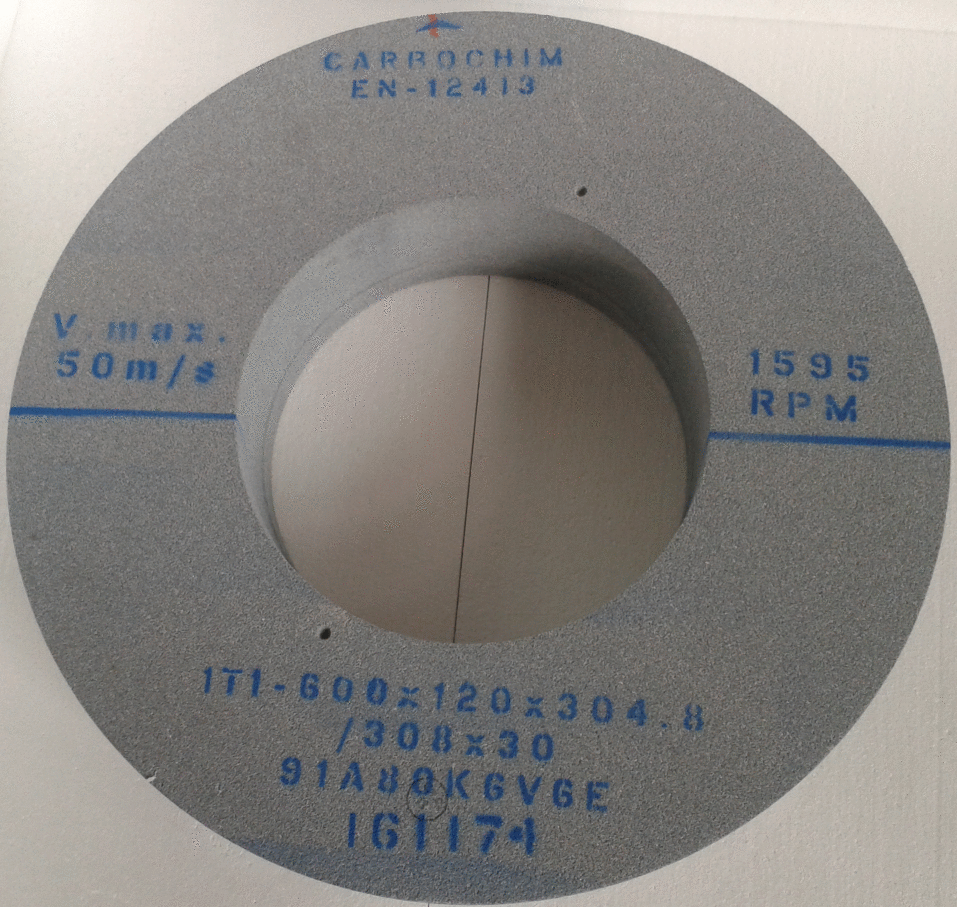 CARBOCHIM
EN-12413
V.max.
50m/s
1595
RPM
1T1-600x120x304.8
/308x30
91A80K6V6E
161174